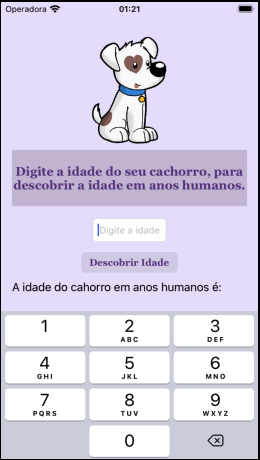 Operadora 01:21
Digite a idade do seu cachorro, para
descobrir a idade em anos humanos.
Digite a idade
Descobrir Idade
A idade do cahorro em anos humanos é:
1 2 3
ABC DEF
4 5 6
GHI JKL MNO
7 8 9
PQRS TUV WXYZ
0